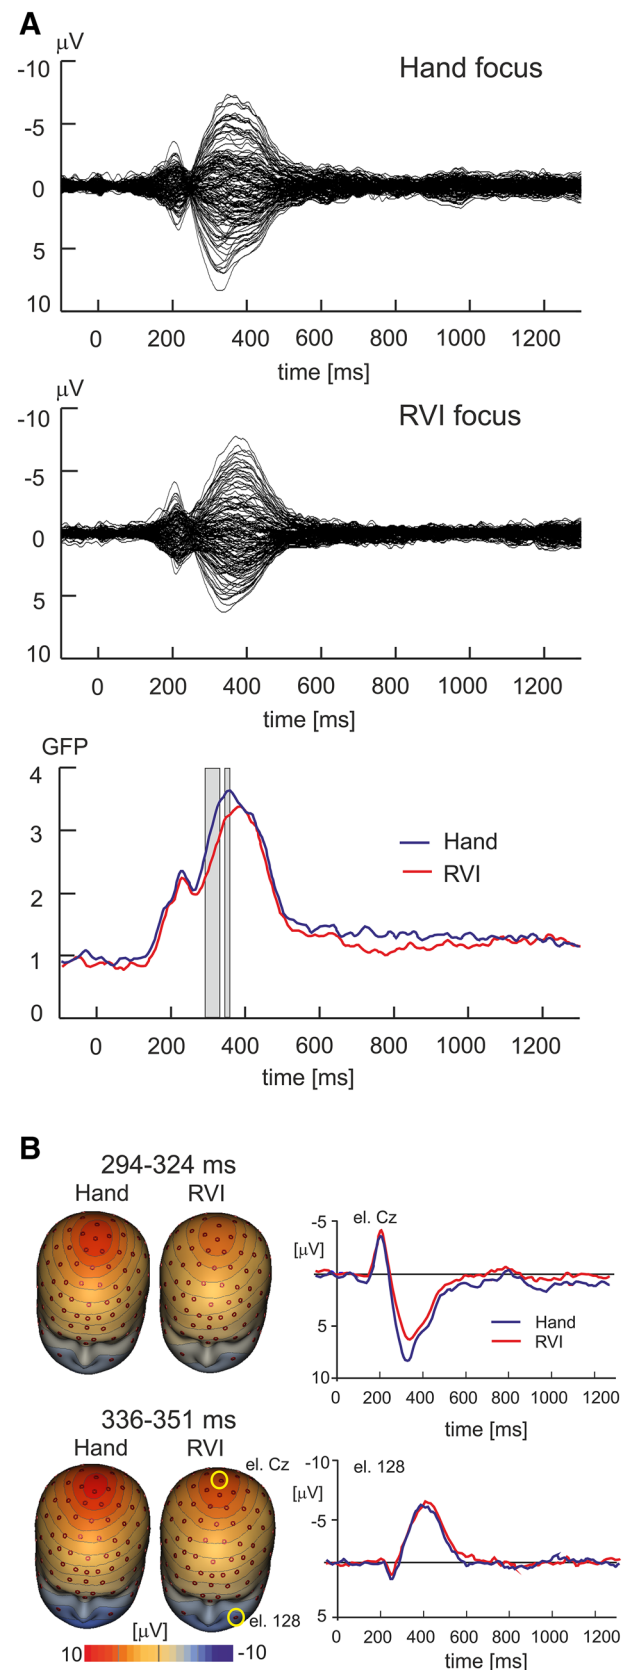 A
μV
Hand focus
-10
-5
0
5
10
0 200 400 600 800 1000 1200
time [ms]
μV
RVI focus
-10
-5
0
5
10
0 200 400 600 800 1000 1200
time [ms]
GFP
4
3
2
1
0
Hand
RVI
0 200 400 600 800 1000 1200
time [ms]
B
294-324 ms
Hand RVI
el. Cz
-5
[μV]
5
10
Hand
RVI
0 200 400 600 800 1000 1200
time [ms]
336-351 ms
Hand RVI
el. Cz
el. 128
[μV]
10 -10
-10
el. 128
[μV]
-5
5
0 200 400 600 800 1000 1200
time [ms]